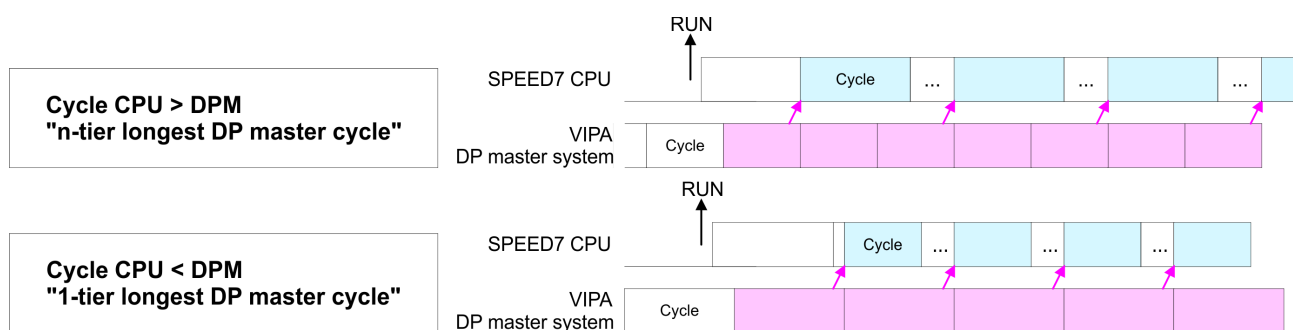 RUN
Cycle CPU > DPM
"n-tier longest DP master cycle"
SPEED7 CPU
Cycle
...
...
...
VIPA
DP master system
Cycle
RUN
Cycle CPU < DPM
"1-tier longest DP master cycle"
SPEED7 CPU
Cycle
...
...
...
VIPA
DP master system
Cycle